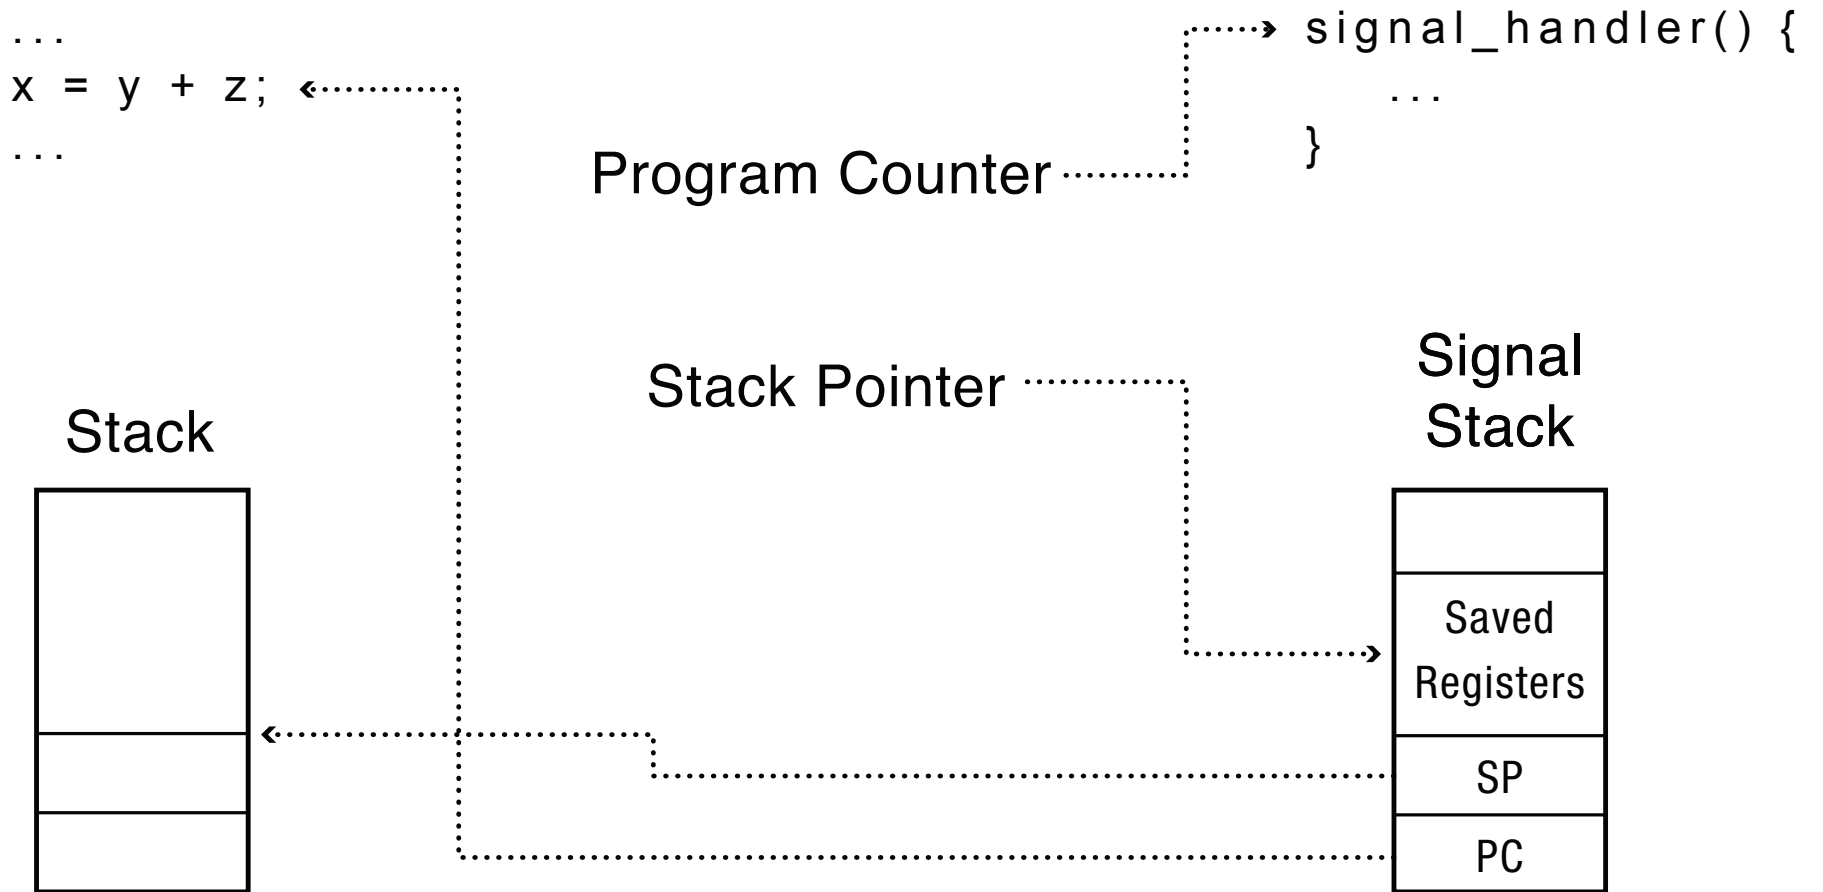 ...
x = y + z;
...
signal_handler() {
...
}
Program Counter
Stack Pointer
Stack
Signal
Stack
Saved
Registers
SP
PC